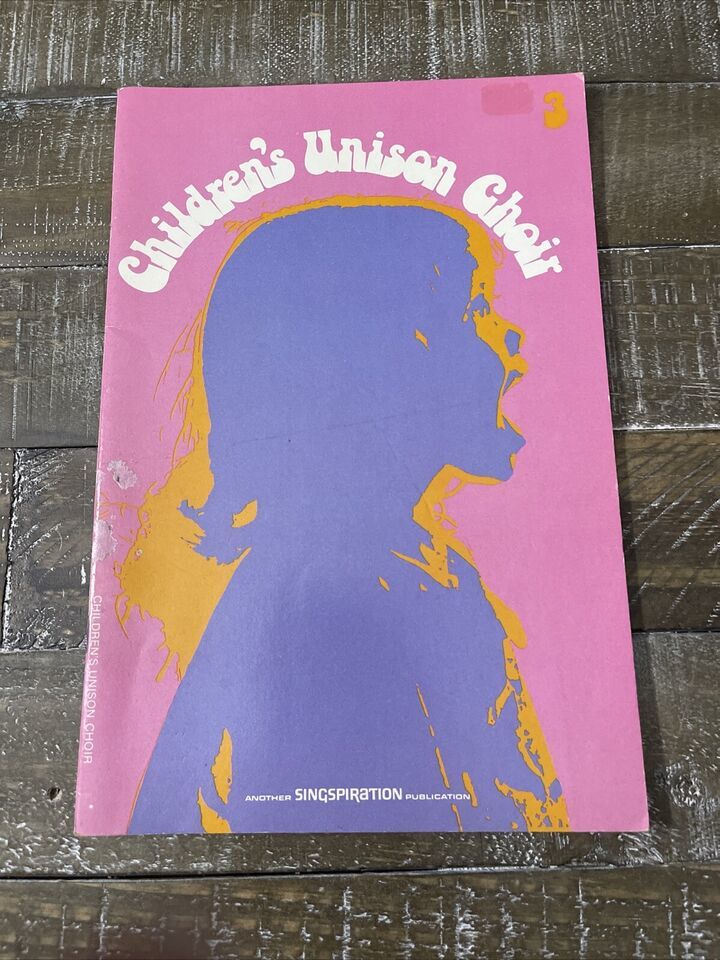 3
Children's Unison Choir
CHILDREN'S UNISON CHOIR
ANOTHER SINGSPIRATION PUBLICATION